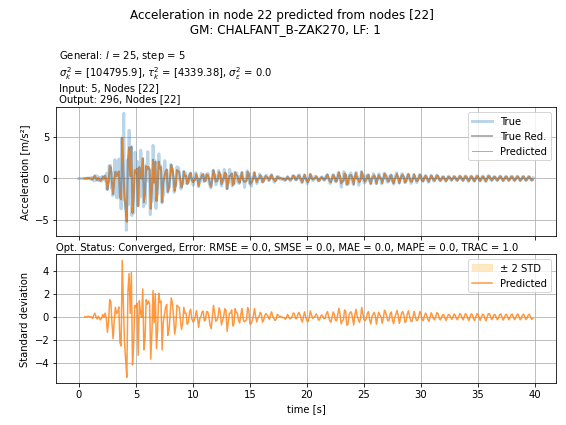 Acceleration in node 22 predicted from nodes [22]
GM: CHALFANT_B-ZAK270, LF: 1
General: l = 25, step = 5
σ²ₖ = [104795.9], τ²ₖ = [4339.38], σ²ε = 0.0
Input: 5, Nodes [22]
Output: 296, Nodes [22]
Acceleration [m/s²]
5
0
−5
True
True Red.
Predicted
Opt. Status: Converged, Error: RMSE = 0.0, SMSE = 0.0, MAE = 0.0, MAPE = 0.0, TRAC = 1.0
Standard deviation
4
2
0
−2
−4
± 2 STD
Predicted
0 5 10 15 20 25 30 35 40
time [s]